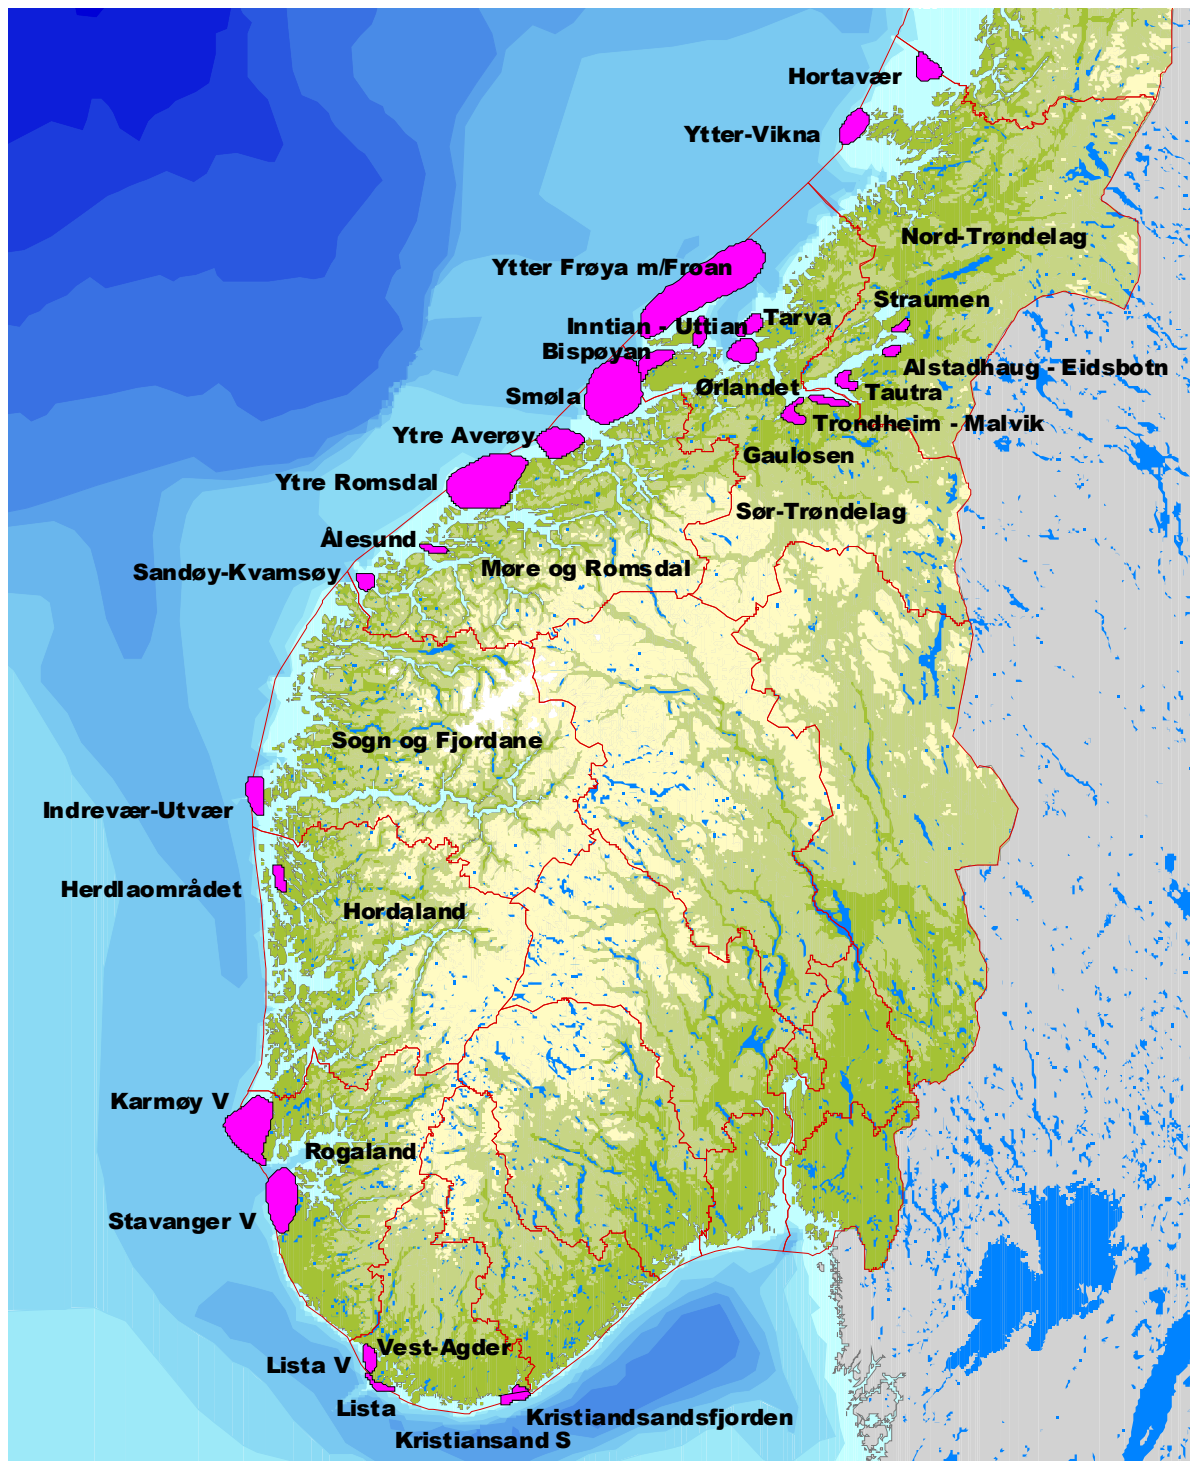 Hortavær
Ytter-Vikna
Nord-Trøndelag
Ytter Frøya m/Frøan
Straumen
Inntian - Uttian
Tarva
Bispøyan
Alstadhaug - Eidsbotn
Ørlandet
Tautra
Smøla
Trondheim - Malvik
Ytre Averøy
Gaulosen
Ytre Romsdal
Sør-Trøndelag
Ålesund
Møre og Romsdal
Sandøy-Kvamsøy
Sogn og Fjordane
Indrevær-Utvær
Herdlaområdet
Hordaland
Karmøy V
Rogaland
Stavanger V
Vest-Agder
Lista V
Lista
Kristiandsandsfjorden
Kristiansand S